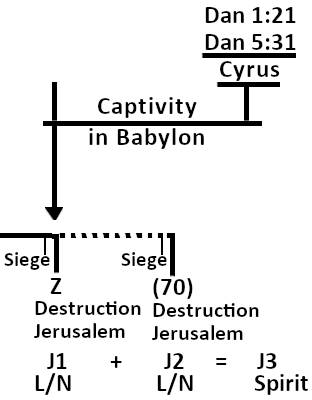 Dan 1:21
Dan 5:31
Cyrus
Captivity
in Babylon
Siege Siege
Z (70)
Destruction Destruction
Jerusalem Jerusalem
J1 + J2 = J3
L/N L/N Spirit